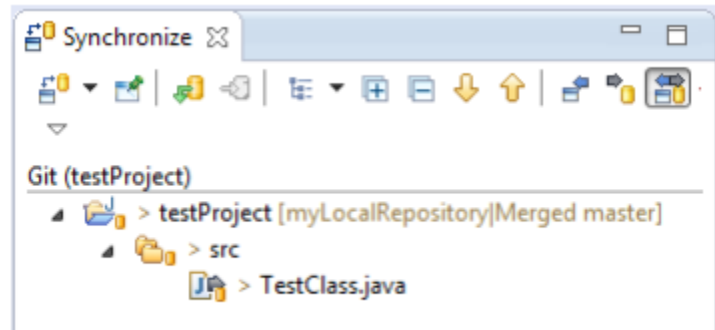 Synchronize
Git (testProject)
> testProject [myLocalRepository|Merged master]
> src
> TestClass.java